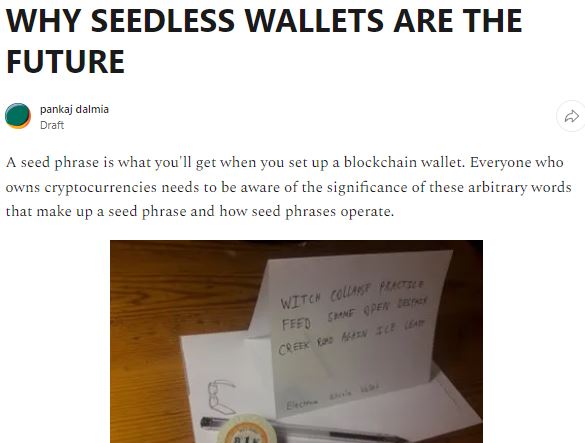 WHY SEEDLESS WALLETS ARE THE
FUTURE
pankaj dalmia
Draft
A seed phrase is what you'll get when you set up a blockchain wallet. Everyone who
owns cryptocurrencies needs to be aware of the significance of these arbitrary words
that make up a seed phrase and how seed phrases operate.
WITCH COLLAPSE PRACTICE
FEED SHAME OPEN DESPAIR
CREEK ROAD AGAIN ICE LEAST
Electrum Wallet